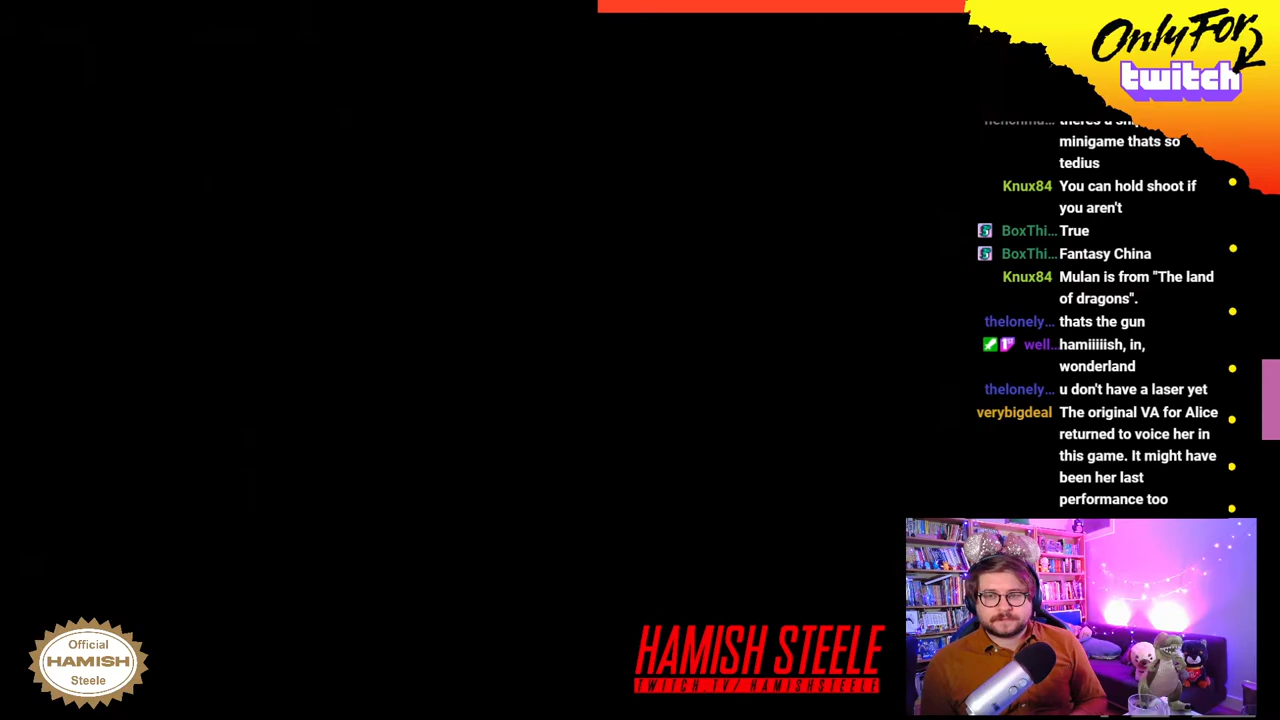 OnlyFor
twitch
minigame thats so
tedius
Knux84 You can hold shoot if
you aren't
BoxThi… True
BoxThi… Fantasy China
Knux84 Mulan is from "The land
of dragons".
thelonely… thats the gun
well… hamiiiiish, in,
wonderland
thelonely… u don't have a laser yet
verybigdeal The original VA for Alice
returned to voice her in
this game. It might have
been her last
performance too
Official
HAMISH
Steele
HAMISH STEELE
TWITCH.TV/HAMISHSTEELE